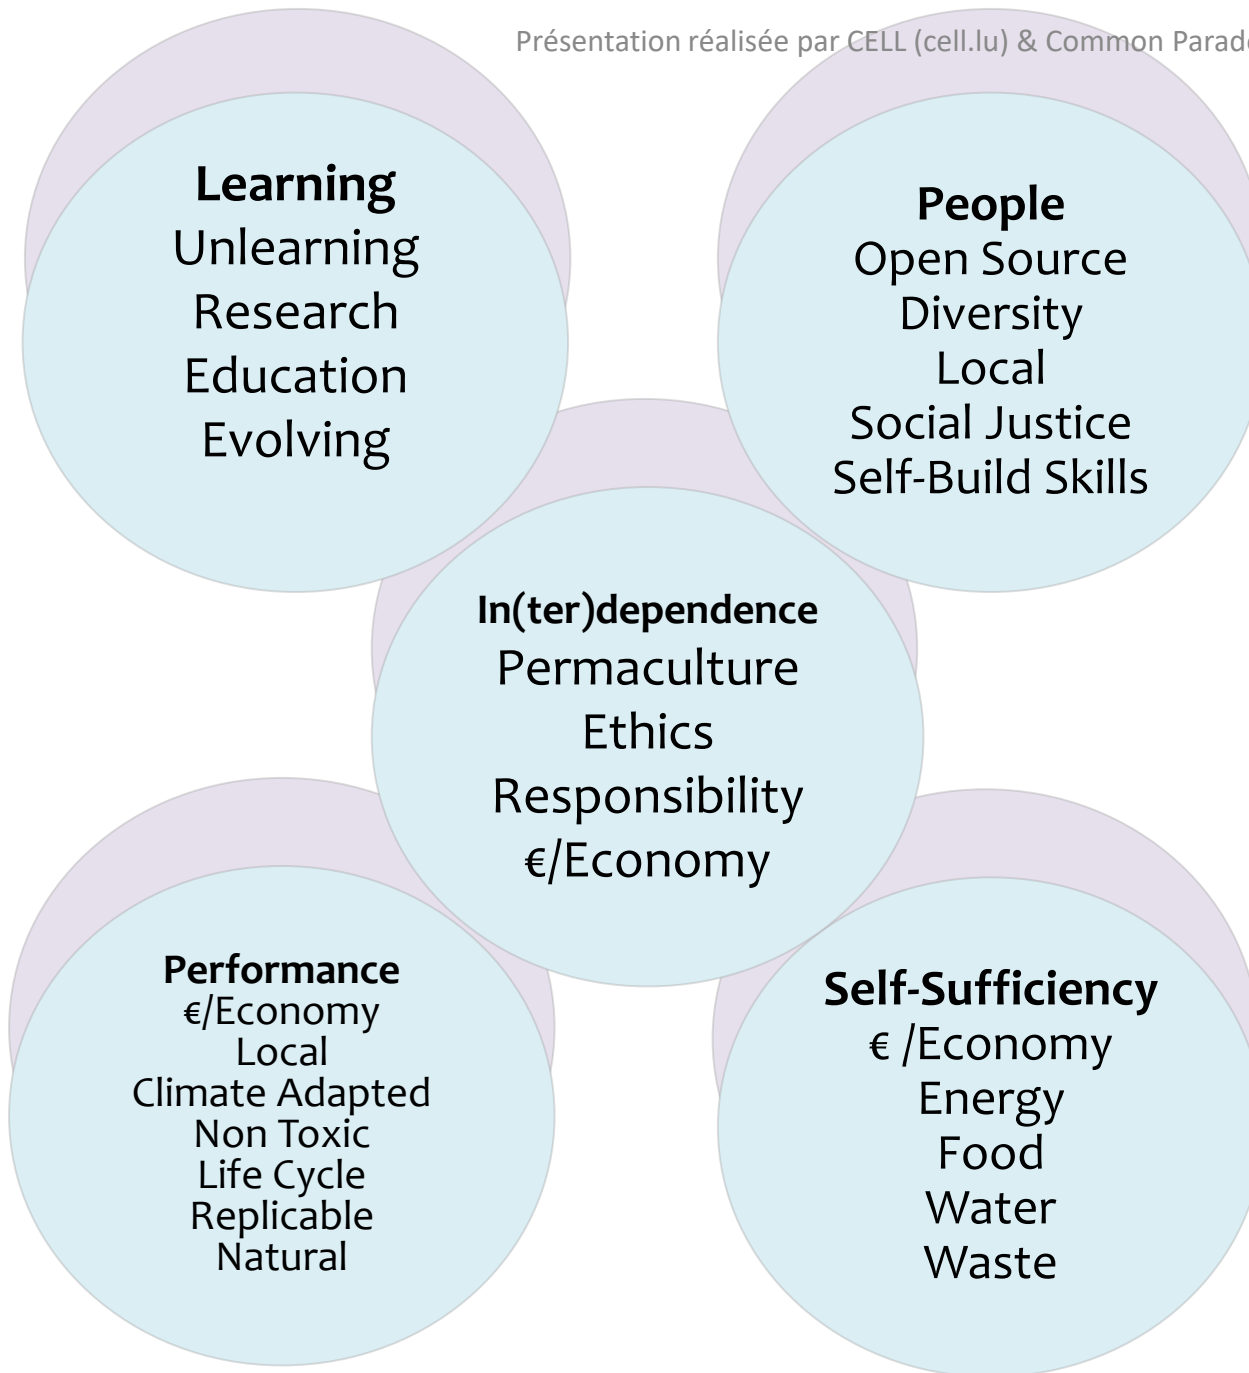 Présentation réalisée par CELL (cell.lu) & Common
Learning
Unlearning
Research
Education
Evolving
People
Open Source
Diversity
Local
Social Justice
Self-Build Skills
In(ter)dependence
Permaculture
Ethics
Responsibility
€/Economy
Performance
€/Economy
Local
Climate Adapted
Non Toxic
Life Cycle
Replicable
Natural
Self-Sufficiency
€ /Economy
Energy
Food
Water
Waste